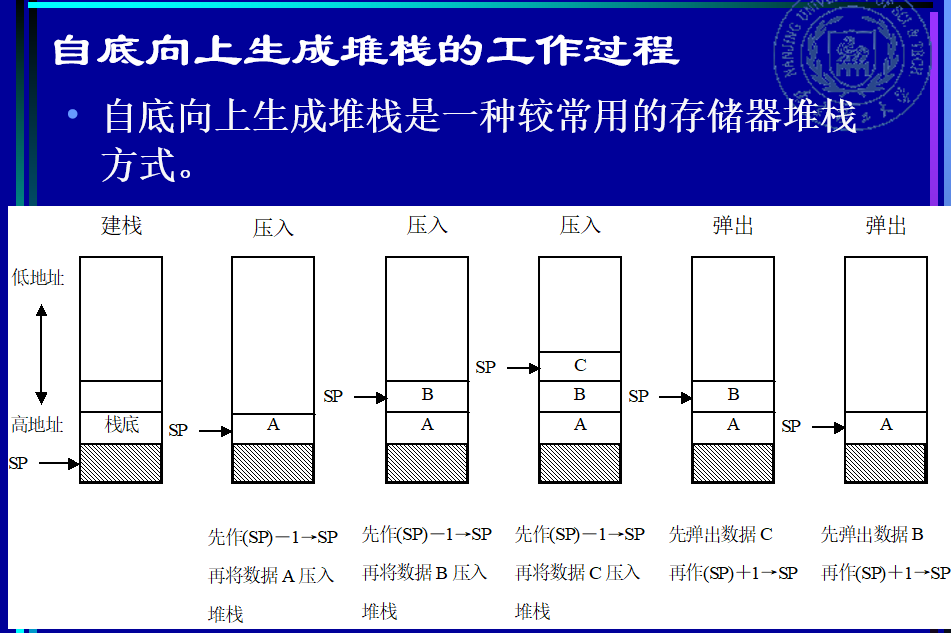 自底向上生成堆栈的工作过程
• 自底向上生成堆栈是一种较常用的存储器堆栈
方式。
建栈 压入 压入 压入 弹出 弹出
低地址
高地址
栈底
SP
SP A
SP B
A
SP C
B
A
SP B
A
SP A
先作(SP)－1→SP
再将数据 A 压入
堆栈
先作(SP)－1→SP
再将数据 B 压入
堆栈
先作(SP)－1→SP
再将数据 C 压入
堆栈
先弹出数据 C
再作(SP)＋1→SP
先弹出数据 B
再作(SP)＋1→SP